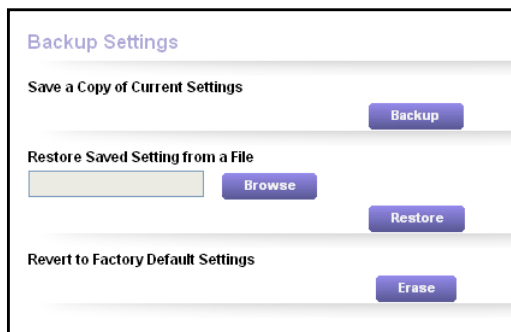 Backup Settings
Save a Copy of Current Settings
Backup
Restore Saved Setting from a File
Browse
Restore
Revert to Factory Default Settings
Erase